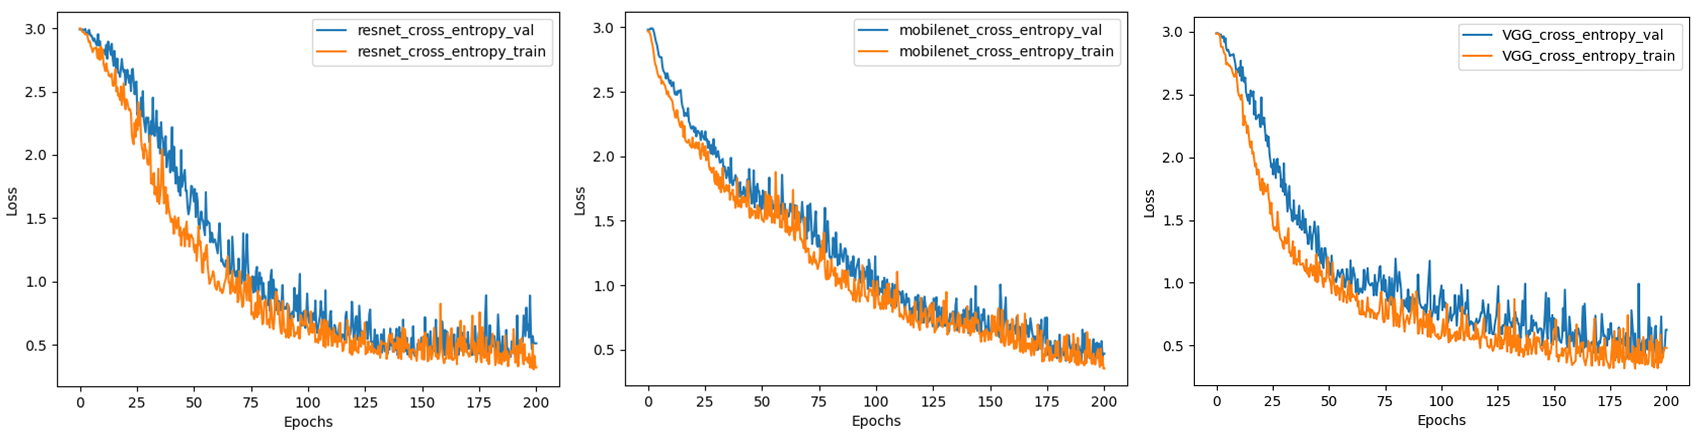 3.0
2.5
2.0
1.5
1.0
0.5
Loss
0 25 50 75 100 125 150 175 200
Epochs
resnet_cross_entropy_val
resnet_cross_entropy_train
3.0
2.5
2.0
1.5
1.0
0.5
Loss
0 25 50 75 100 125 150 175 200
Epochs
mobilenet_cross_entropy_val
mobilenet_cross_entropy_train
3.0
2.5
2.0
1.5
1.0
0.5
Loss
0 25 50 75 100 125 150 175 200
Epochs
VGG_cross_entropy_val
VGG_cross_entropy_train